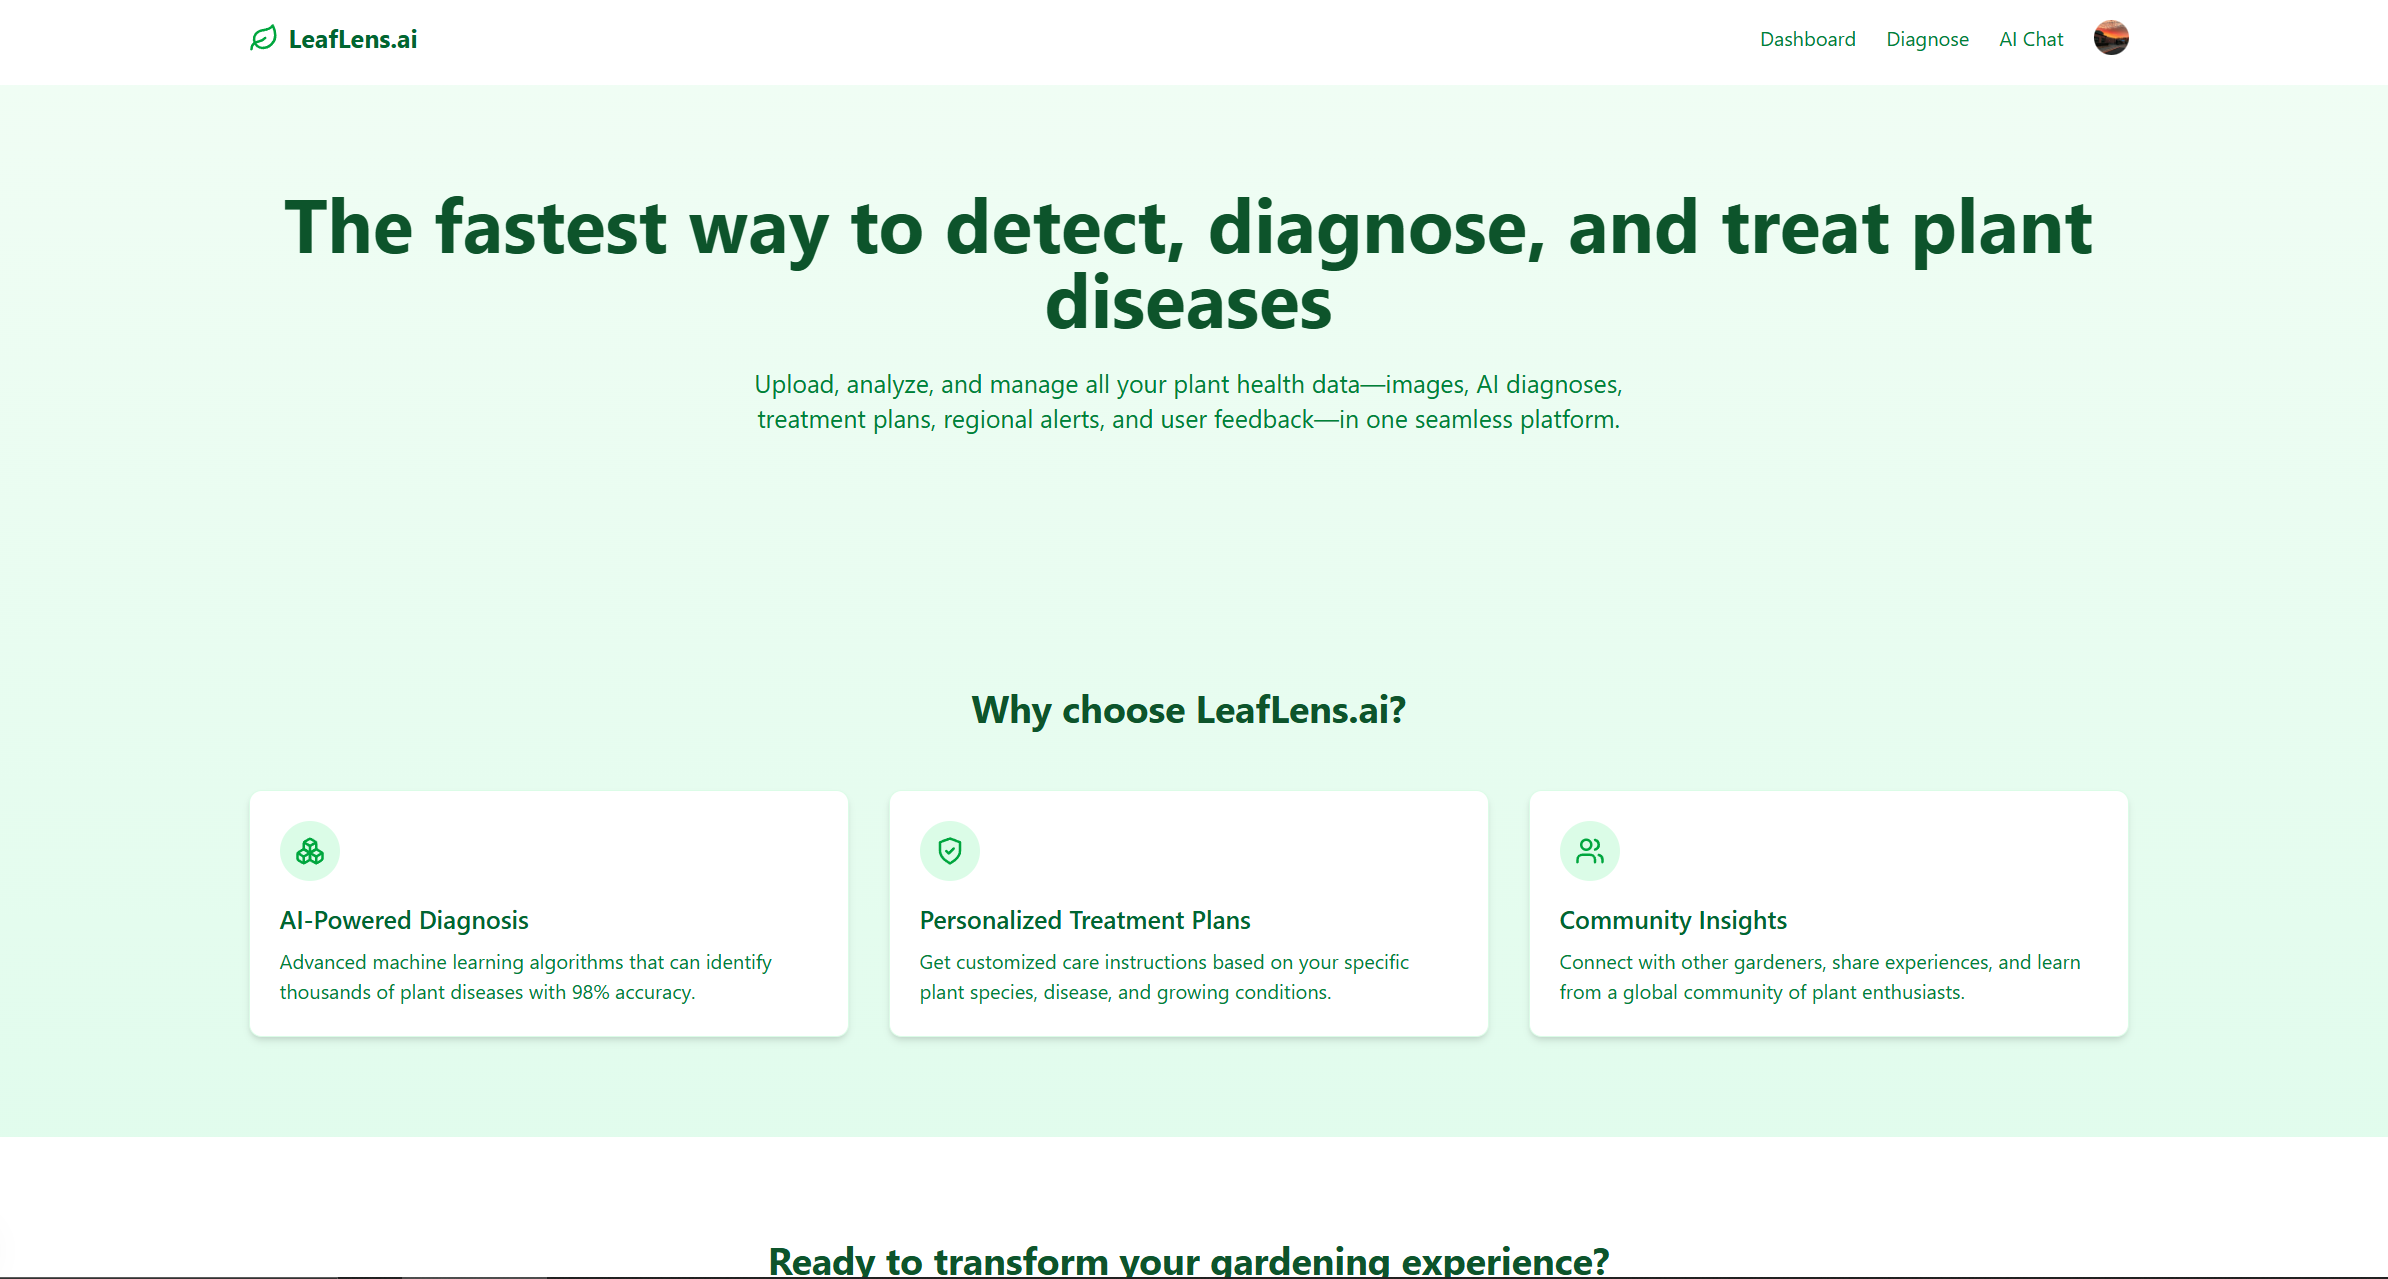 LeafLens.ai
Dashboard
Diagnose
AI Chat
The fastest way to detect, diagnose, and treat plant
diseases
Upload, analyze, and manage all your plant health data—images, AI diagnoses,
treatment plans, regional alerts, and user feedback—in one seamless platform.
Why choose LeafLens.ai?
AI-Powered Diagnosis
Advanced machine learning algorithms that can identify
thousands of plant diseases with 98% accuracy.
Personalized Treatment Plans
Get customized care instructions based on your specific
plant species, disease, and growing conditions.
Community Insights
Connect with other gardeners, share experiences, and learn
from a global community of plant enthusiasts.
Ready to transform your gardening experience?